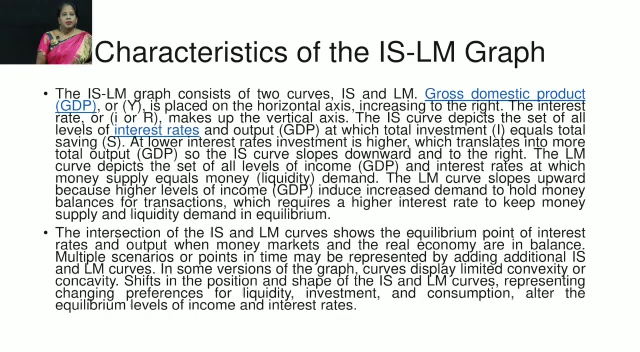 Characteristics of the IS-LM Graph
• The IS-LM graph consists of two curves, IS and LM. Gross domestic product
(GDP), or (Y), is placed on the horizontal axis, increasing to the right. The interest
rate, or (i or R), makes up the vertical axis. The IS curve depicts the set of all
levels of interest rates and output (GDP) at which total investment (I) equals total
saving (S). At lower interest rates investment is higher, which translates into more
total output (GDP) so the IS curve slopes downward and to the right. The LM
curve depicts the set of all levels of income (GDP) and interest rates at which
money supply equals money (liquidity) demand. The LM curve slopes upward
because higher levels of income (GDP) induce increased demand to hold money
balances for transactions, which requires a higher interest rate to keep money
supply and liquidity demand in equilibrium.
• The intersection of the IS and LM curves shows the equilibrium point of interest
rates and output when money markets and the real economy are in balance.
Multiple scenarios or points in time may be represented by adding additional IS
and LM curves. In some versions of the graph, curves display limited convexity or
concavity. Shifts in the position and shape of the IS and LM curves, representing
changing preferences for liquidity, investment, and consumption, alter the
equilibrium levels of income and interest rates.